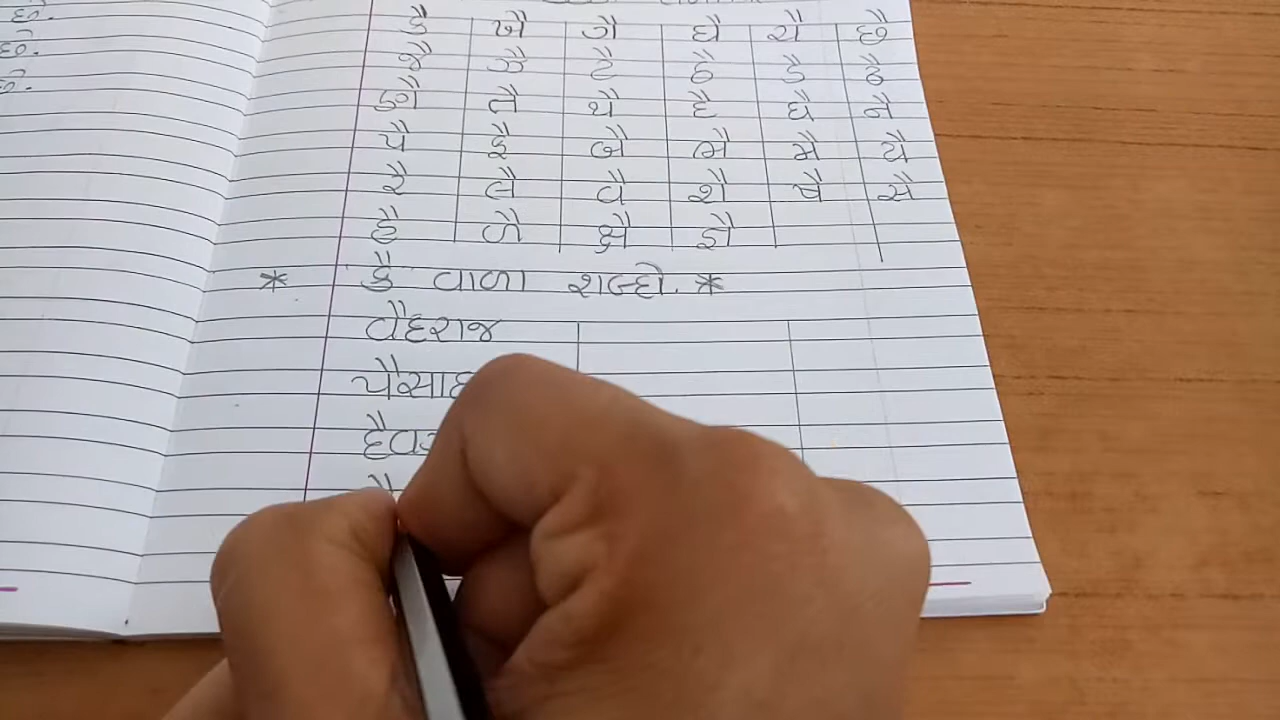 કૈ ખૈ ગૈ ઘૈ ચૈ છૈ
જૈ ઝૈ ટૈ ઠૈ ડૈ ઢૈ
ણૈ તૈ થૈ દૈ ધૈ નૈ
પૈ ફૈ બૈ ભૈ મૈ યૈ
રૈ લૈ વૈ શૈ ષૈ સૈ
હૈ ળૈ ક્ષૈ જ્ઞૈ
* કૈ વાળા શબ્દો. *
વૈદરાજ